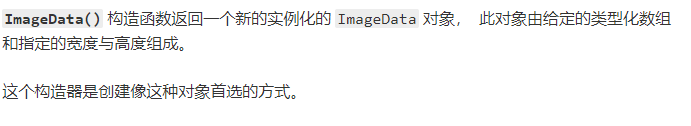 ImageData() 构造函数返回一个新的实例化的 ImageData 对象， 此对象由给定的类型化数组
和指定的宽度与高度组成。
这个构造器是创建像这种对象首选的方式。